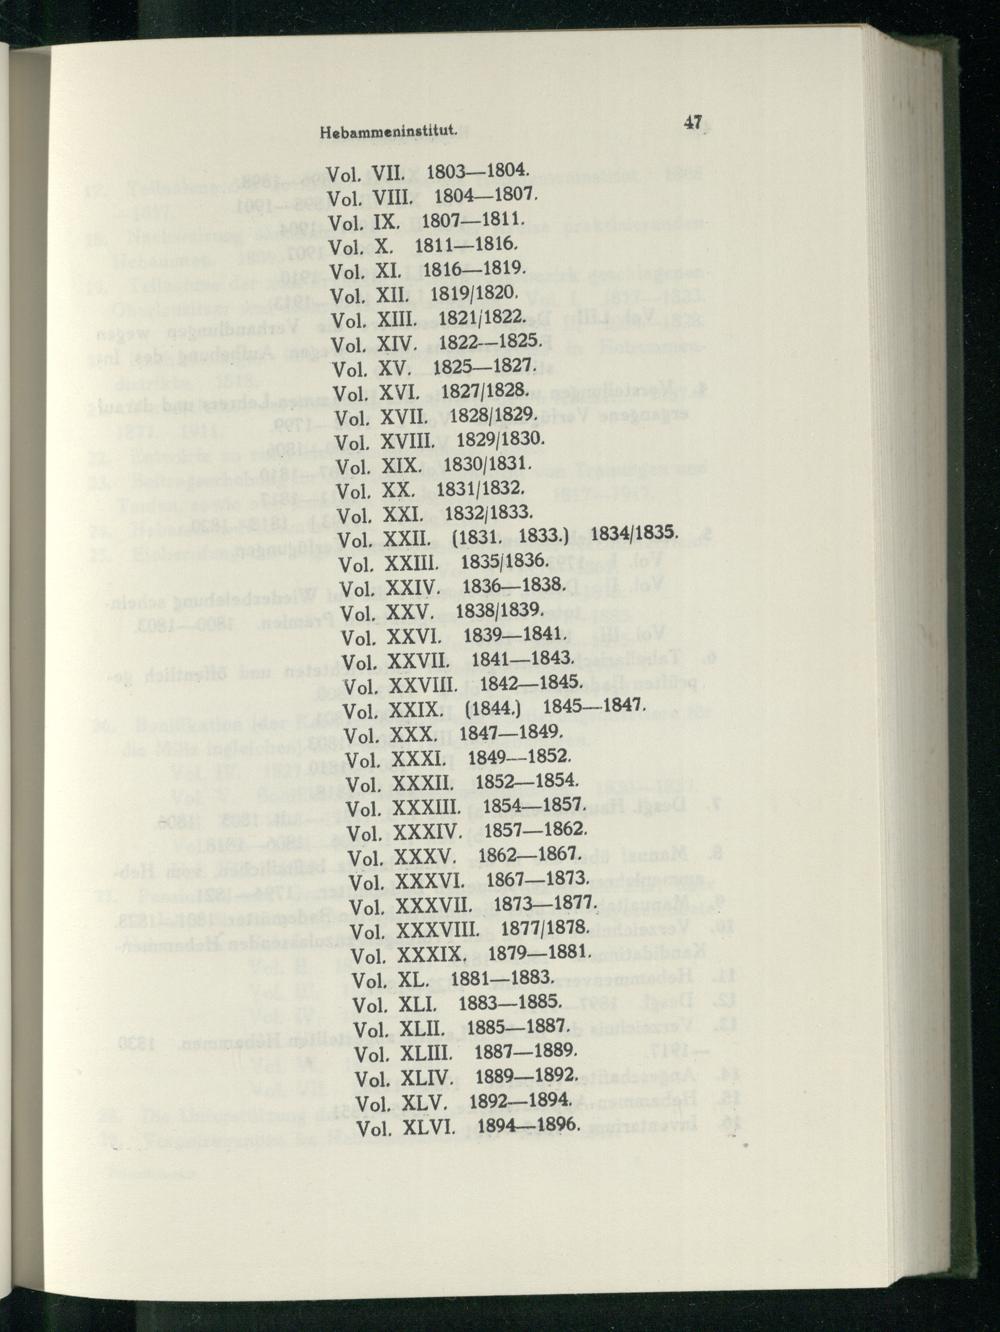 Hebammeninstitut. 47
Vol. VII. 1803—1804.
Vol. VIII. 1804—1807.
Vol. IX. 1807—1811.
Vol. X. 1811—1816.
Vol. XI. 1816—1819.
Vol. XII. 1819/1820.
Vol. XIII. 1821/1822.
Vol. XIV. 1822—1825.
Vol. XV. 1825—1827.
Vol. XVI. 1827/1828.
Vol. XVII. 1828/1829.
Vol. XVIII. 1829/1830.
Vol. XIX. 1830/1831.
Vol. XX. 1831/1832.
Vol. XXI. 1832/1833.
Vol. XXII. (1831. 1833.) 1834/1835.
Vol. XXIII. 1835/1836.
Vol. XXIV. 1836—1838.
Vol. XXV. 1838/1839.
Vol. XXVI. 1839—1841.
Vol. XXVII. 1841—1843.
Vol. XXVIII. 1842—1845.
Vol. XXIX. (1844.) 1845—1847.
Vol. XXX. 1847—1849.
Vol. XXXI. 1849—1852.
Vol. XXXII. 1852—1854.
Vol. XXXIII. 1854—1857.
Vol. XXXIV. 1857—1862.
Vol. XXXV. 1862—1867.
Vol. XXXVI. 1867—1873.
Vol. XXXVII. 1873—1877.
Vol. XXXVIII. 1877/1878.
Vol. XXXIX. 1879—1881.
Vol. XL. 1881—1883.
Vol. XLI. 1883—1885.
Vol. XLII. 1885—1887.
Vol. XLIII. 1887—1889.
Vol. XLIV. 1889—1892.
Vol. XLV. 1892—1894.
Vol. XLVI. 1894—1896.